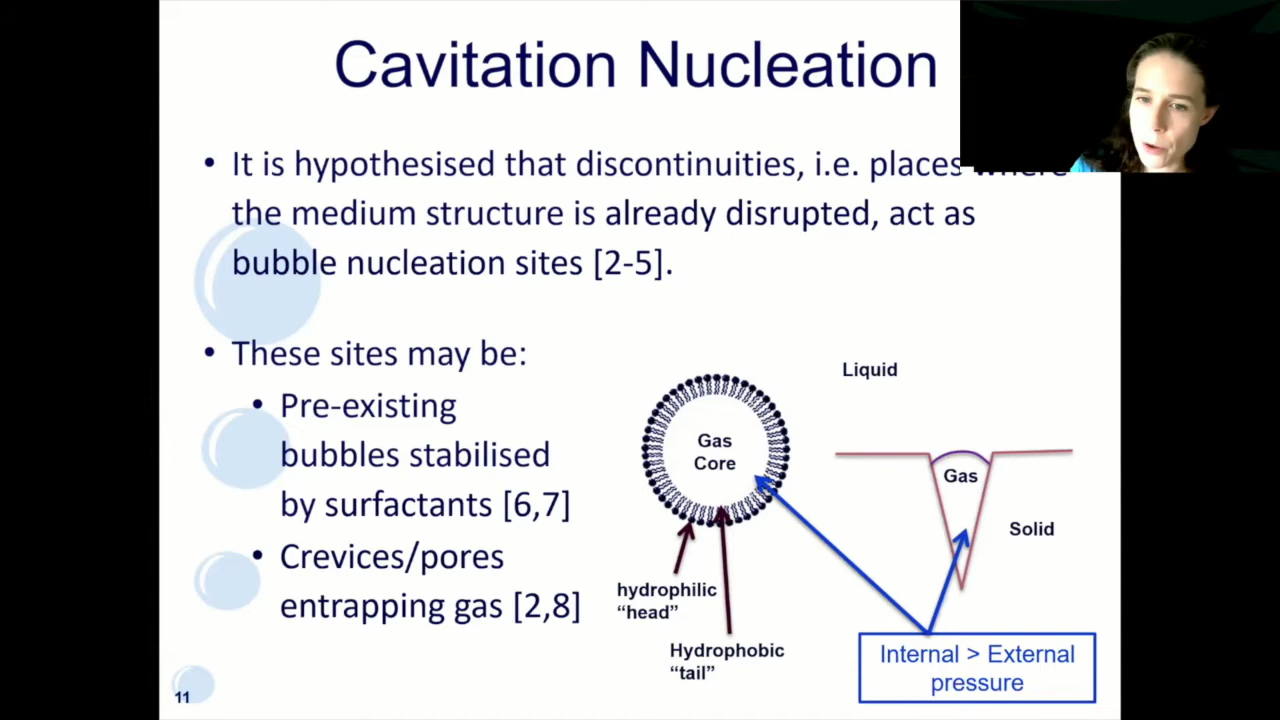 Cavitation Nucleation
• It is hypothesised that discontinuities, i.e. places where
the medium structure is already disrupted, act as
bubble nucleation sites [2-5].
• These sites may be:
• Pre-existing
bubbles stabilised
by surfactants [6,7]
• Crevices/pores
entrapping gas [2,8]
Gas
Core
hydrophilic
“head”
Hydrophobic
“tail”
Liquid
Gas
Solid
Internal > External
pressure
11